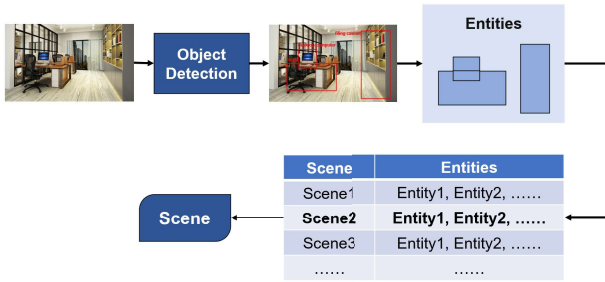 Object
Detection
Entities
Scene Entities
Scene1 Entity1, Entity2, ……
Scene2 Entity1, Entity2, ……
Scene3 Entity1, Entity2, ……
…… ……
Scene